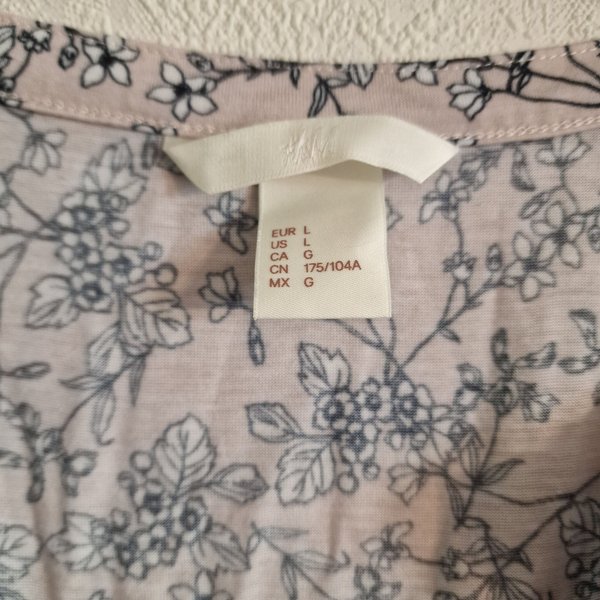 H&M
EUR L
US L
CA G
CN 175/104A
MX G